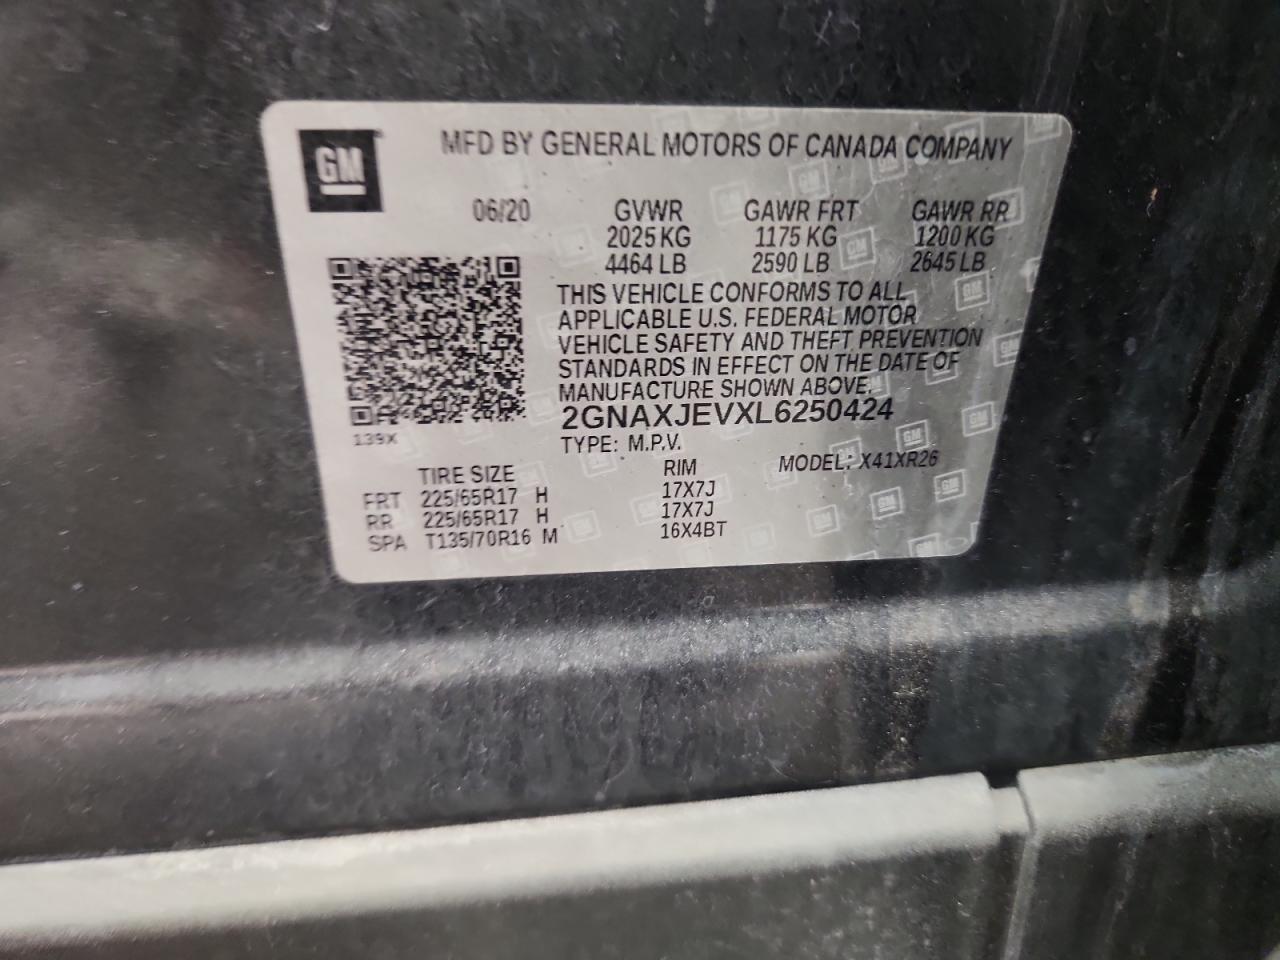 GM
MFD BY GENERAL MOTORS OF CANADA COMPANY
06/20 GVWR GAWR FRT GAWR RR
2025 KG 1175 KG 1200 KG
4464 LB 2590 LB 2645 LB
THIS VEHICLE CONFORMS TO ALL
APPLICABLE U.S. FEDERAL MOTOR
VEHICLE SAFETY AND THEFT PREVENTION
STANDARDS IN EFFECT ON THE DATE OF
MANUFACTURE SHOWN ABOVE.
2GNAXJEVXL6250424
139X
TYPE: M.P.V.
TIRE SIZE RIM MODEL: X41XR26
FRT 225/65R17 H 17X7J
RR 225/65R17 H 17X7J
SPA T135/70R16 M 16X4BT